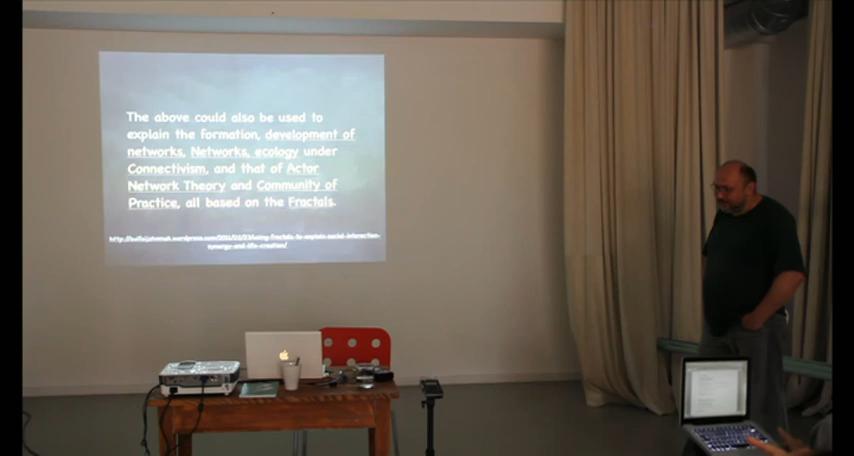 The above could also be used to
explain the formation, development of
networks, Networks, ecology under
Connectivism, and that of Actor
Network Theory and Community of
Practice, all based on the Fractals.